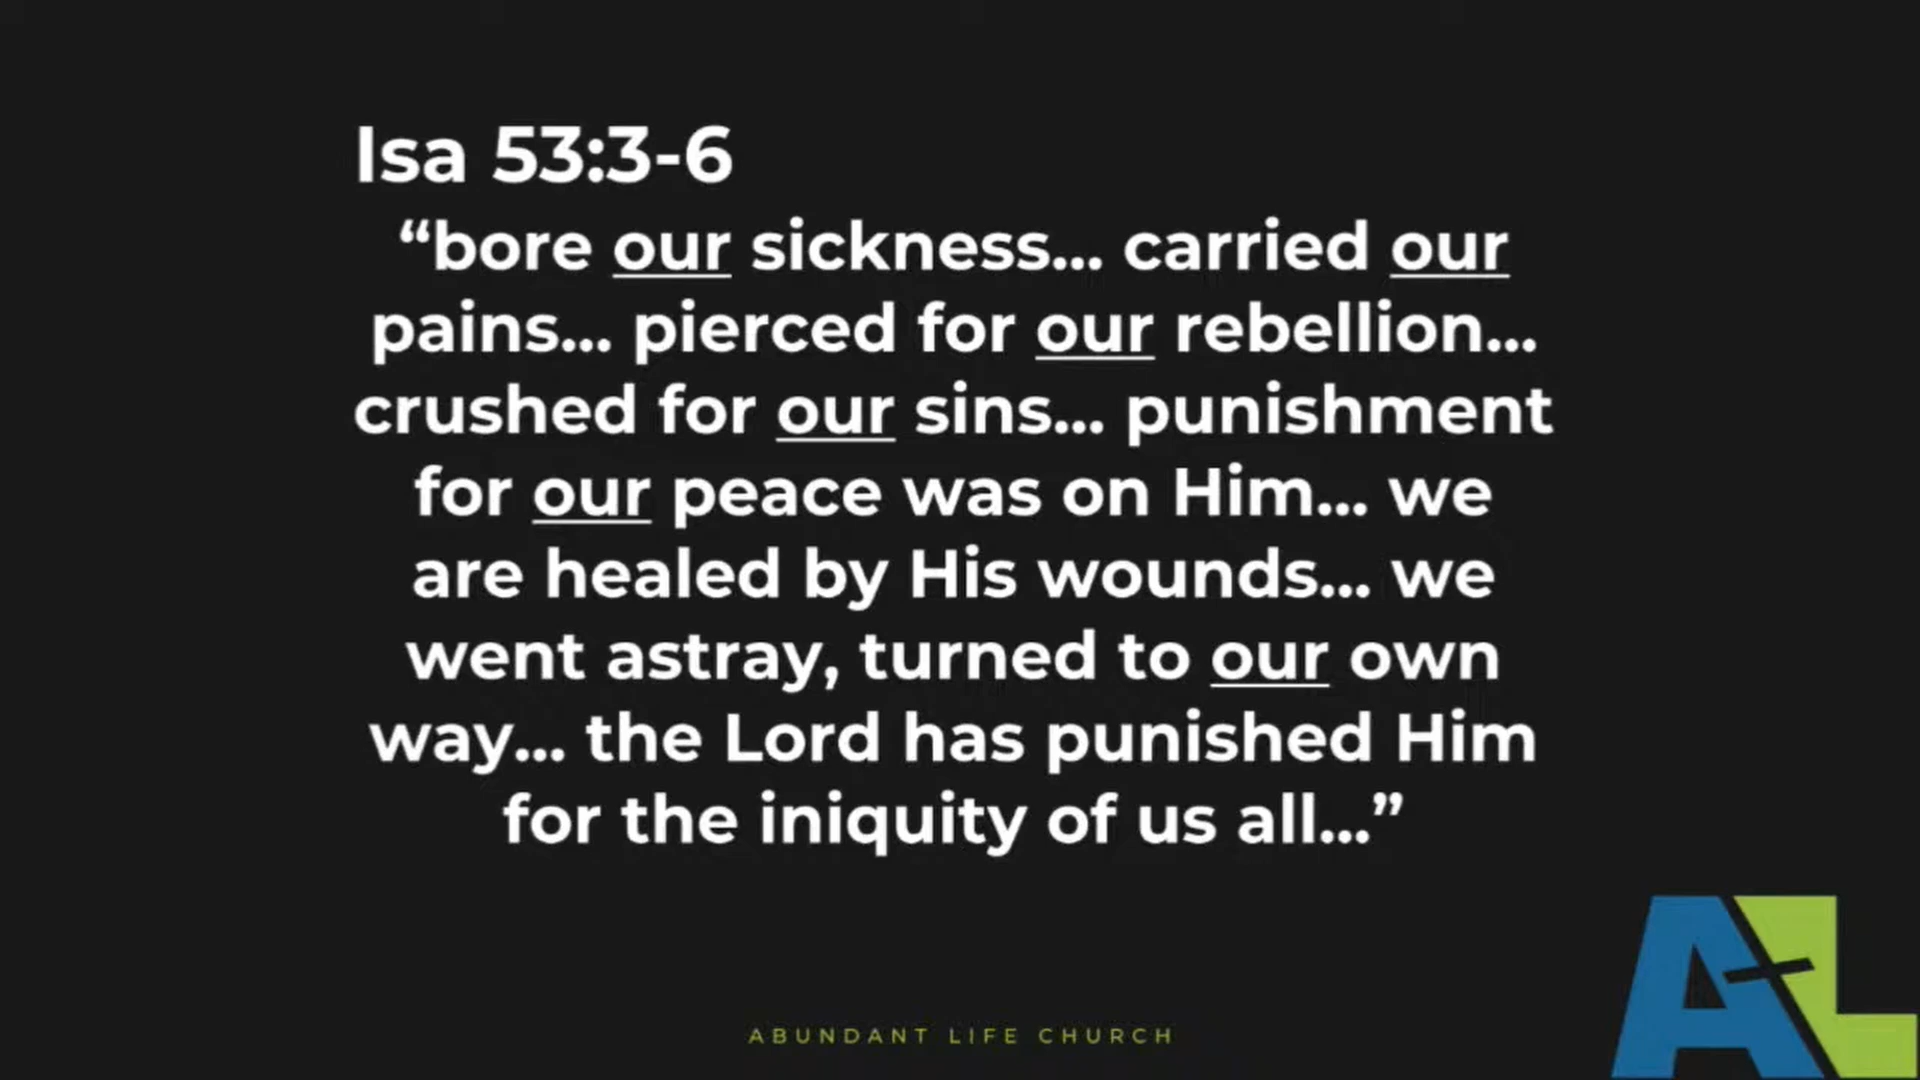 Isa 53:3-6
“bore our sickness... carried our
pains... pierced for our rebellion...
crushed for our sins... punishment
for our peace was on Him... we
are healed by His wounds... we
went astray, turned to our own
way... the Lord has punished Him
for the iniquity of us all...”
AL
ABUNDANT LIFE CHURCH